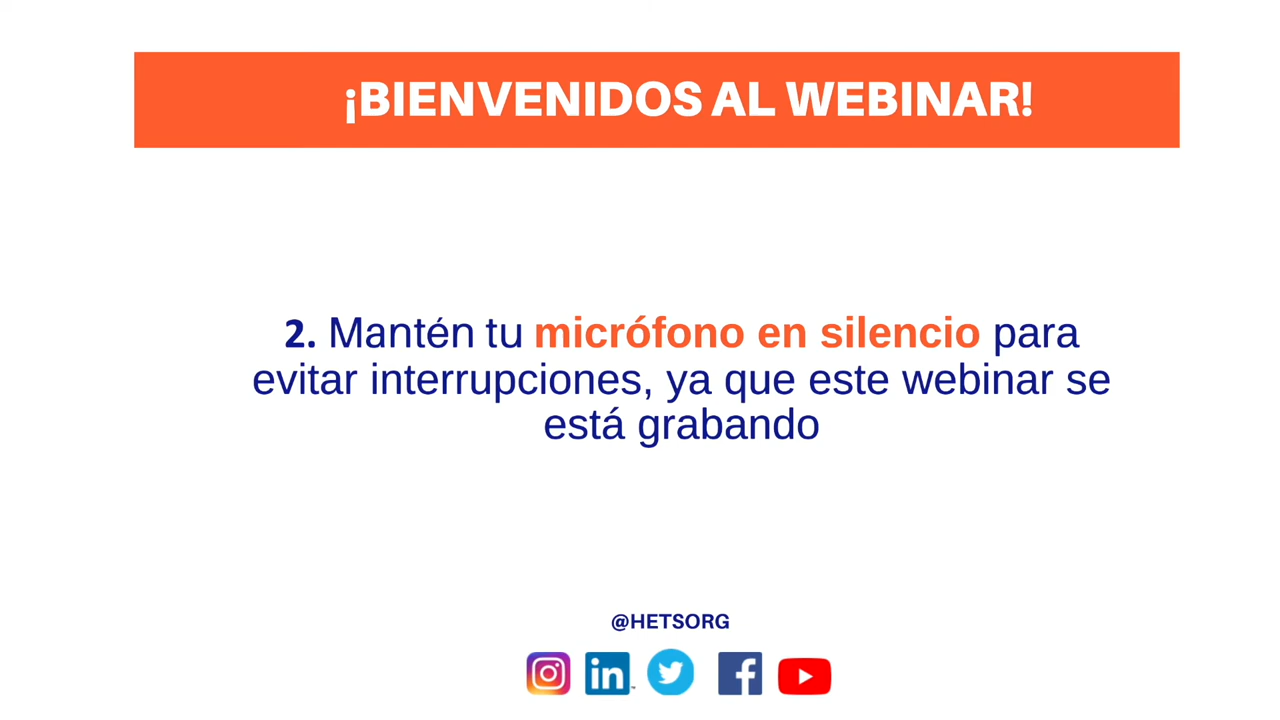 ¡BIENVENIDOS AL WEBINAR!
2. Mantén tu micrófono en silencio para
evitar interrupciones, ya que este webinar se
está grabando
@HETSORG
in